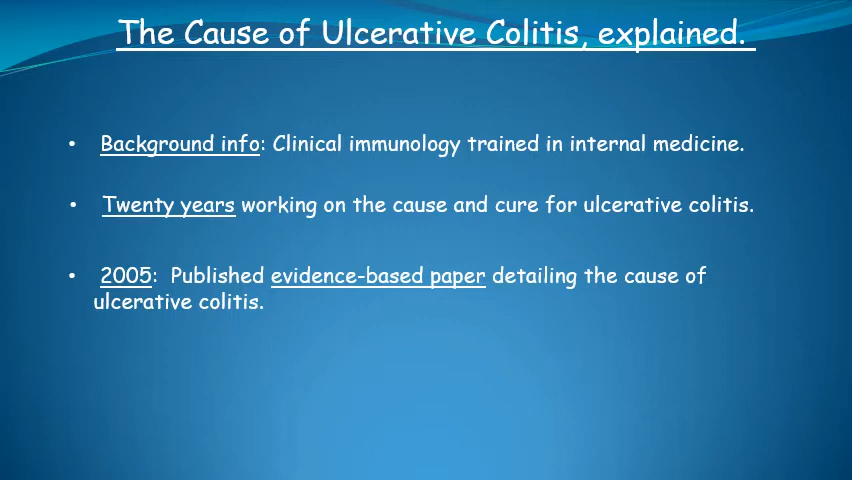 The Cause of Ulcerative Colitis, explained.
• Background info: Clinical immunology trained in internal medicine.
• Twenty years working on the cause and cure for ulcerative colitis.
• 2005: Published evidence-based paper detailing the cause of
ulcerative colitis.